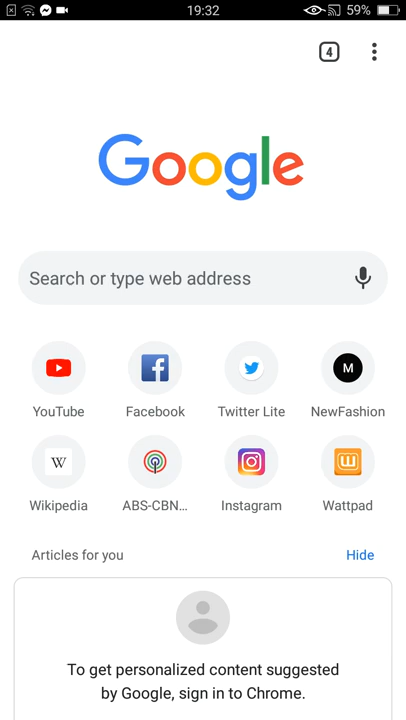 19:32
59%
4
Google
Search or type web address
YouTube
Facebook
Twitter Lite
M
NewFashion
W
Wikipedia
ABS-CBN...
Instagram
Wattpad
Articles for you
Hide
To get personalized content suggested
by Google, sign in to Chrome.